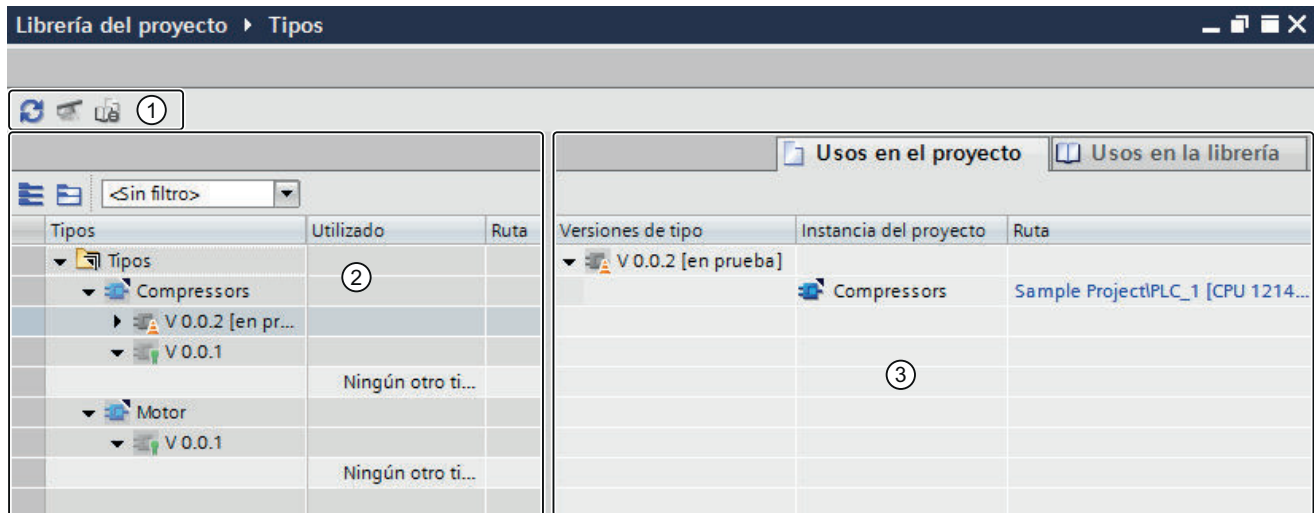 Librería del proyecto ▸ Tipos
1
Usos en el proyecto Usos en la librería
<Sin filtro>
Tipos Utilizado Ruta Versiones de tipo Instancia del proyecto Ruta
Tipos V 0.0.2 [en prueba]
2
Compressors Compressors Sample Project\PLC_1 [CPU 1214...
V 0.0.2 [en pr...
V 0.0.1
Ningún otro ti...
3
Motor
V 0.0.1
Ningún otro ti...